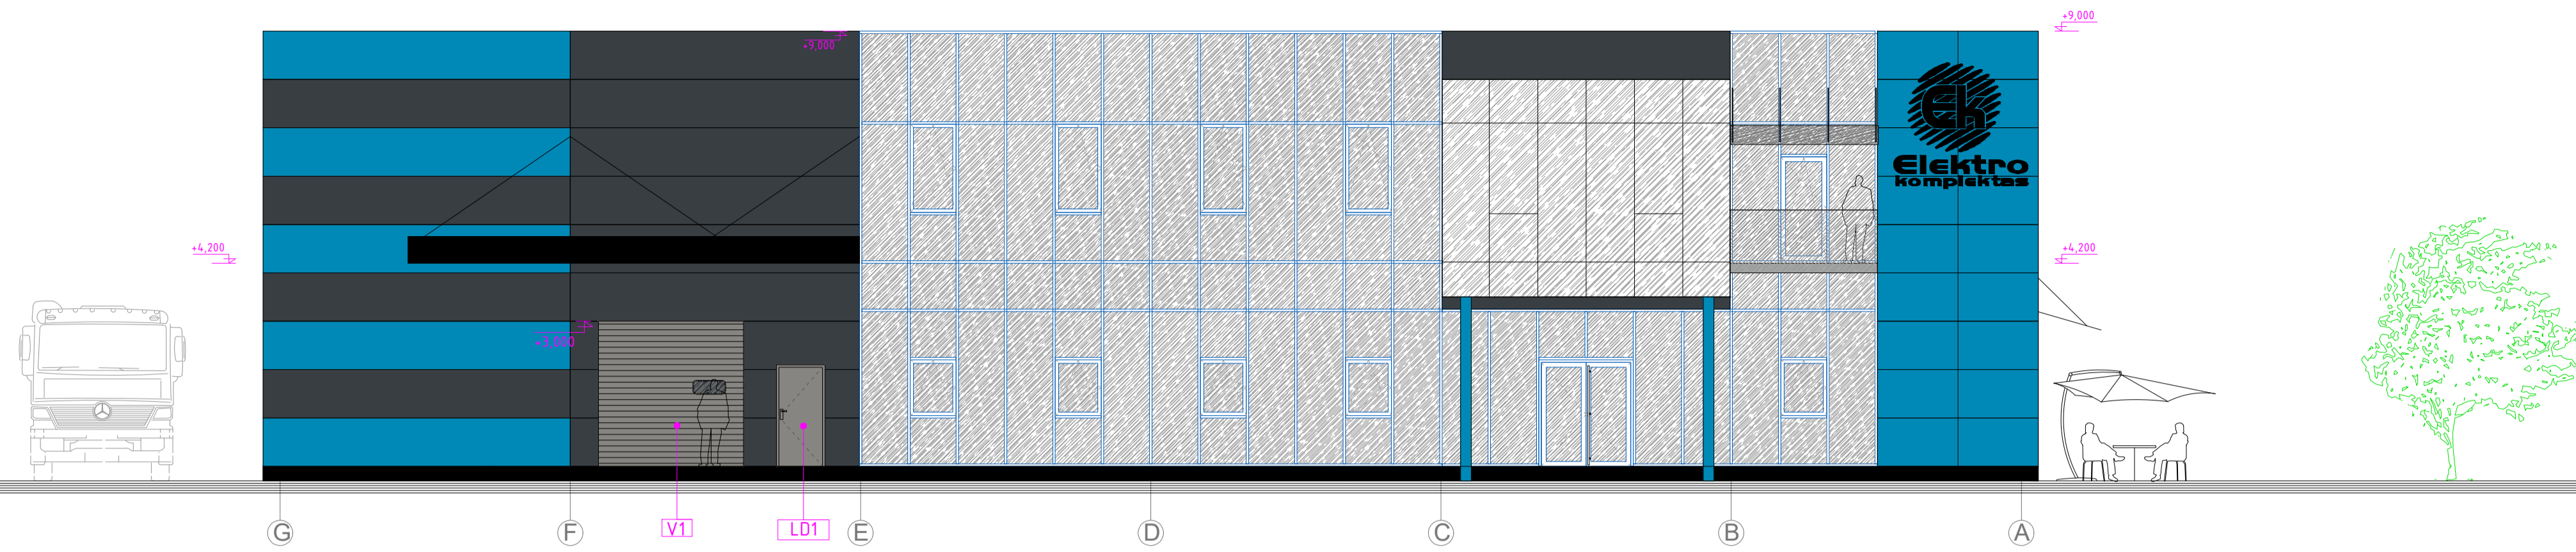 +9,000
+9,000
Ek
Elektro
komplektas
+4,200
+4,200
+3,000
V1
LD1
G
F
E
D
C
B
A